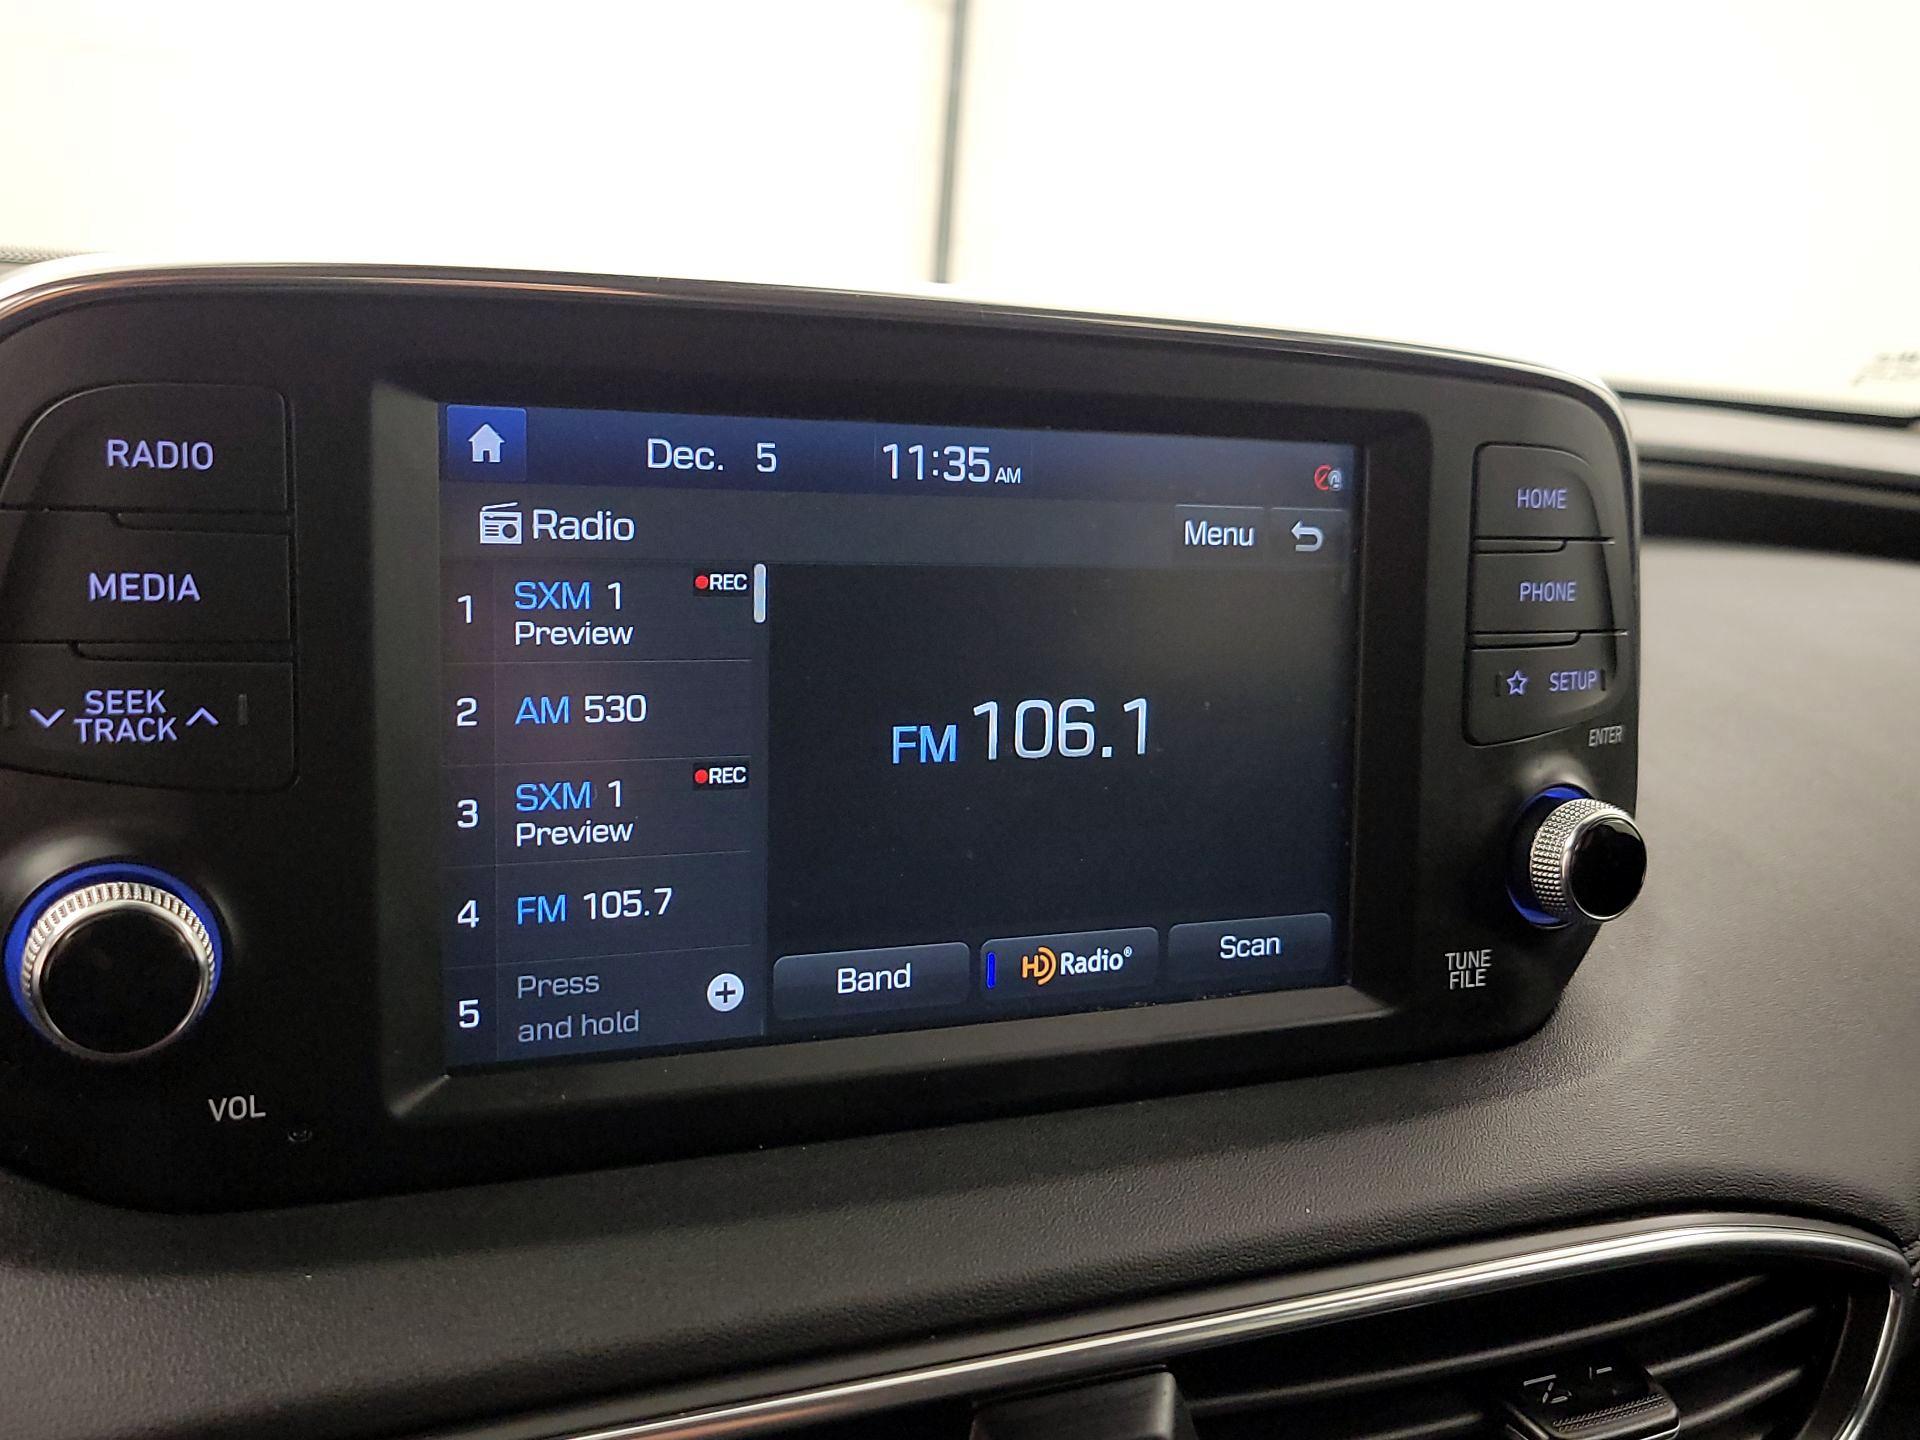 RADIO
MEDIA
SEEK
TRACK
VOL
Dec. 5 11:35 AM
Radio
Menu
1 SXM 1 REC
Preview
2 AM 530
3 SXM 1 REC
Preview
4 FM 105.7
5 Press
and hold
FM 106.1
Band
HD Radio®
Scan
HOME
PHONE
SETUP
ENTER
TUNE
FILE